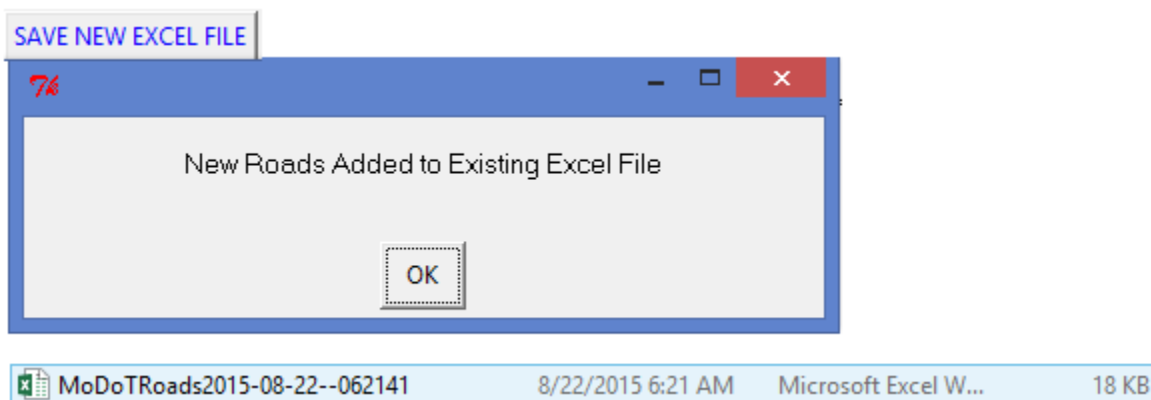 SAVE NEW EXCEL FILE
Tk
New Roads Added to Existing Excel File
OK
MoDoTRoads2015-08-22--062141 8/22/2015 6:21 AM Microsoft Excel W... 18 KB